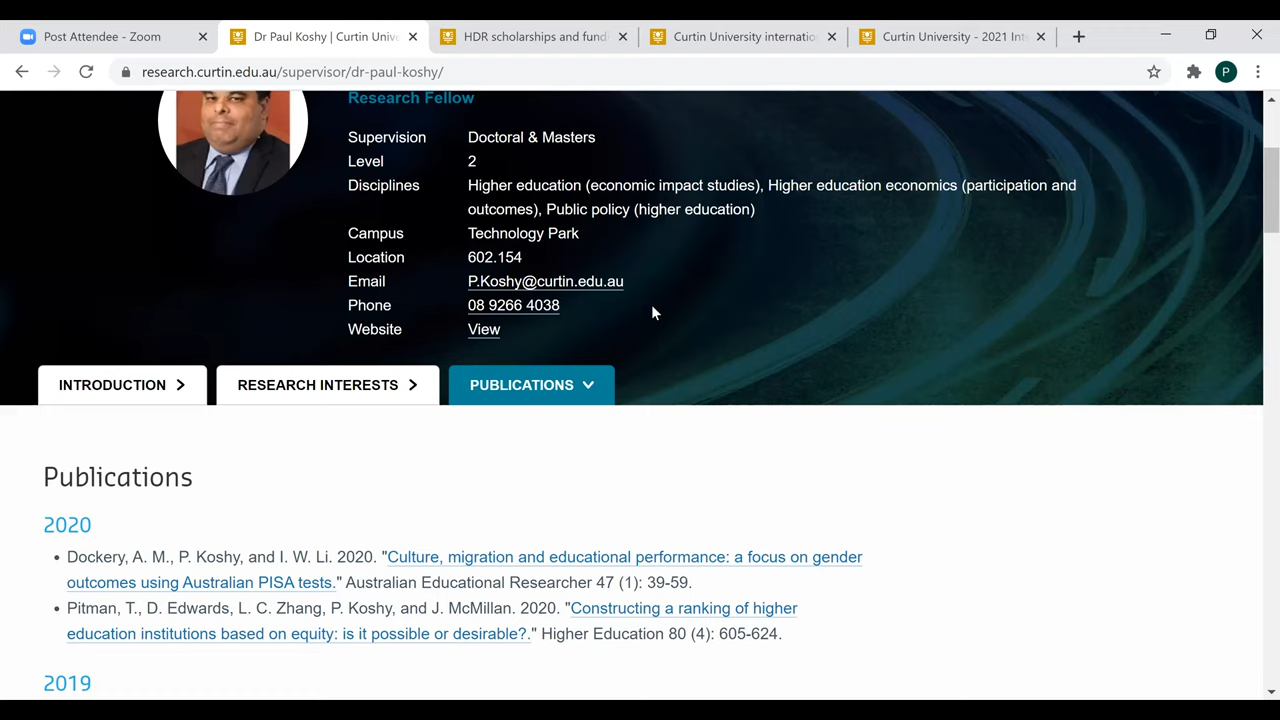 Post Attendee - Zoom
Dr Paul Koshy | Curtin Unive
HDR scholarships and fundi
Curtin University internatio
Curtin University - 2021 Inte
research.curtin.edu.au/supervisor/dr-paul-koshy/
P
Research Fellow
Supervision Doctoral & Masters
Level 2
Disciplines Higher education (economic impact studies), Higher education economics (participation and
outcomes), Public policy (higher education)
Campus Technology Park
Location 602.154
Email P.Koshy@curtin.edu.au
Phone 08 9266 4038
Website View
INTRODUCTION
RESEARCH INTERESTS
PUBLICATIONS
Publications
2020
• Dockery, A. M., P. Koshy, and I. W. Li. 2020. "Culture, migration and educational performance: a focus on gender
outcomes using Australian PISA tests." Australian Educational Researcher 47 (1): 39-59.
• Pitman, T., D. Edwards, L. C. Zhang, P. Koshy, and J. McMillan. 2020. "Constructing a ranking of higher
education institutions based on equity: is it possible or desirable?." Higher Education 80 (4): 605-624.
2019